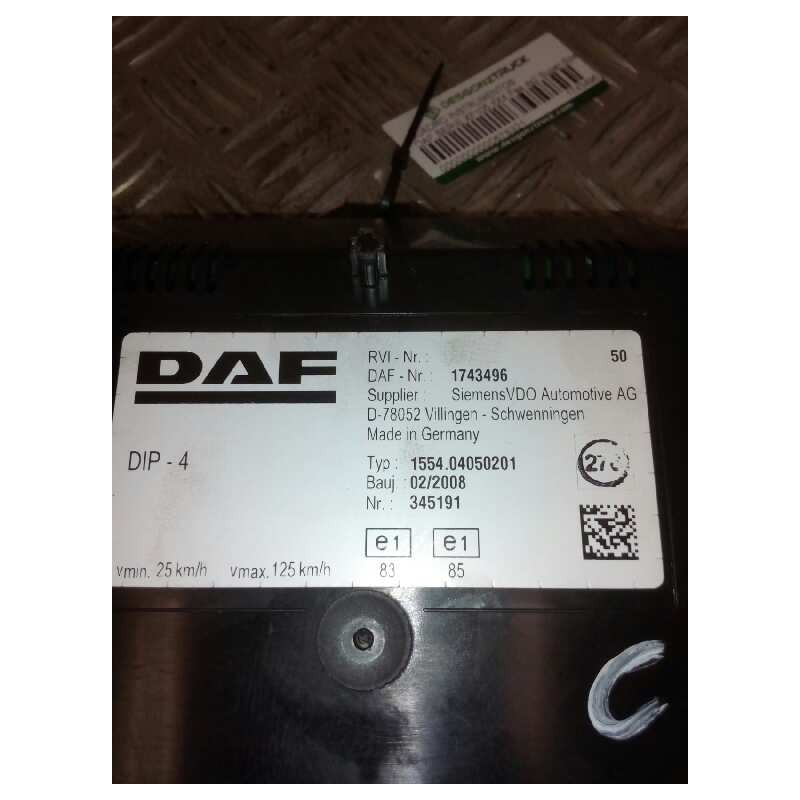 DESGONZTRUCK
DAF
RVI - Nr. : 50
DAF - Nr. : 1743496
Supplier : SiemensVDO Automotive AG
D-78052 Villingen - Schwenningen
Made in Germany
DIP - 4
Typ : 1554.04050201
Bauj. : 02/2008
Nr. : 345191
e1 e1
83 85
vmin. 25 km/h vmax. 125 km/h
C